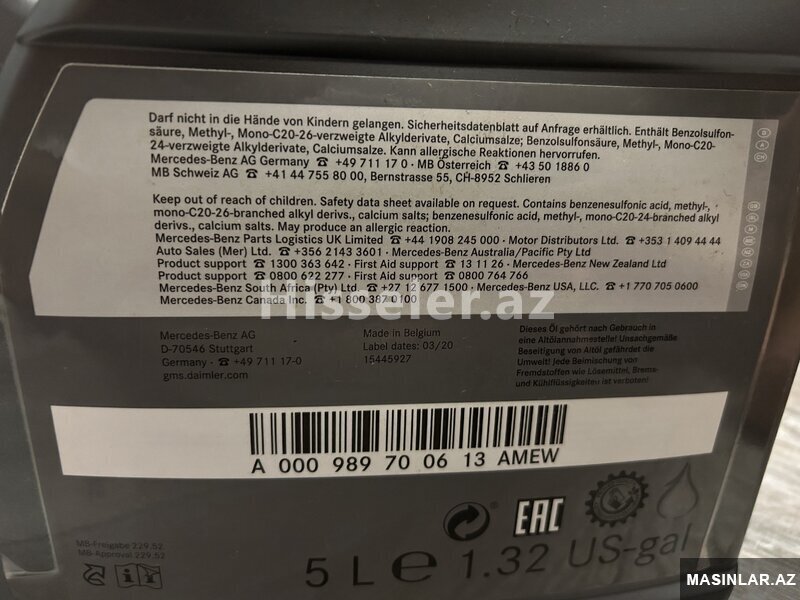 Darf nicht in die Hände von Kindern gelangen. Sicherheitsdatenblatt auf Anfrage erhältlich. Enthält Benzolsulfon-
säure, Methyl-, Mono-C20-26-verzweigte Alkylderivate, Calciumsalze; Benzolsulfonsäure, Methyl-, Mono-C20-
24-verzweigte Alkylderivate, Calciumsalze. Kann allergische Reaktionen hervorrufen.
Mercedes-Benz AG Germany ☎ +49 711 17 0 · MB Österreich ☎ +43 50 1886 0
MB Schweiz AG ☎ +41 44 755 80 00, Bernstrasse 55, CH-8952 Schlieren
Keep out of reach of children. Safety data sheet available on request. Contains benzenesulfonic acid, methyl-,
mono-C20-26-branched alkyl derivs., calcium salts; benzenesulfonic acid, methyl-, mono-C20-24-branched alkyl
derivs., calcium salts. May produce an allergic reaction.
Mercedes-Benz Parts Logistics UK Limited ☎ +44 1908 245 000 · Motor Distributors Ltd. ☎ +353 1 409 44 44
Auto Sales (Mer) Ltd. ☎ +356 2143 3601 · Mercedes-Benz Australia/Pacific Pty Ltd
Product support ☎ 1300 363 642 · First Aid support ☎ 13 11 26 · Mercedes-Benz New Zealand Ltd
Product support ☎ 0800 622 277 · First Aid support ☎ 0800 764 766
Mercedes-Benz South Africa (Pty) Ltd. ☎ +27 12 677 1500 · Mercedes-Benz USA, LLC. ☎ +1 770 705 0600
Mercedes-Benz Canada Inc. ☎ +1 800 387 0100
Hisseler.az
Mercedes-Benz AG
D-70546 Stuttgart
Germany · ☎ +49 711 17-0
gms.daimler.com
Made in Belgium
Label dates: 03/20
15445927
Dieses Öl gehört nach Gebrauch in
eine Altölannahmestelle! Unsachgemäße
Beseitigung von Altöl gefährdet die
Umwelt! Jede Beimischung von
Fremdstoffen wie Lösemittel, Brems-
und Kühlflüssigkeiten ist verboten!
A 000 989 70 06 13 AMEW
MB-Freigabe 229.52
MB-Approval 229.52
EAC
5 L e 1.32 US-gal
MASINLAR.AZ